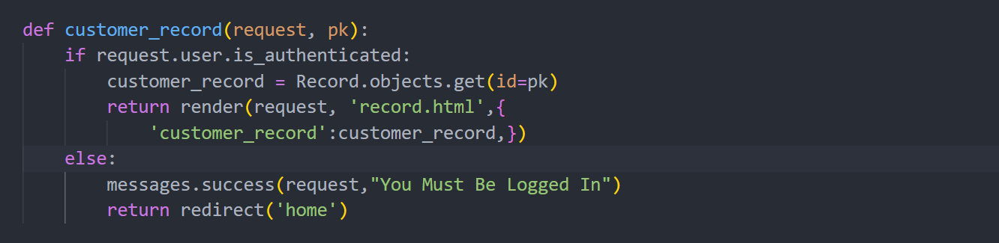 def customer_record(request, pk):
    if request.user.is_authenticated:
        customer_record = Record.objects.get(id=pk)
        return render(request, 'record.html',{
            'customer_record':customer_record,})
    else:
        messages.success(request,"You Must Be Logged In")
        return redirect('home')